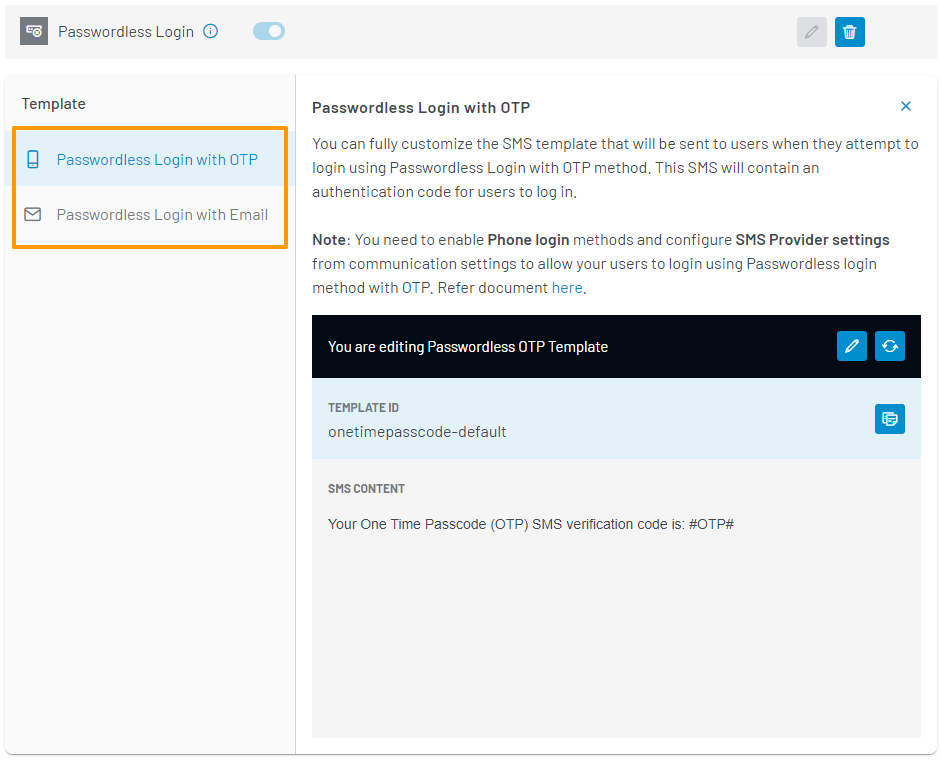 Passwordless Login
Template
Passwordless Login with OTP
Passwordless Login with Email
Passwordless Login with OTP
You can fully customize the SMS template that will be sent to users when they attempt to
login using Passwordless Login with OTP method. This SMS will contain an
authentication code for users to log in.
Note: You need to enable Phone login methods and configure SMS Provider settings
from communication settings to allow your users to login using Passwordless login
method with OTP. Refer document here.
You are editing Passwordless OTP Template
TEMPLATE ID
onetimepasscode-default
SMS CONTENT
Your One Time Passcode (OTP) SMS verification code is: #OTP#